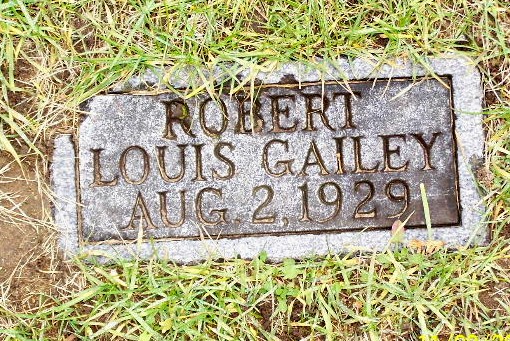 ROBERT
LOUIS GAILEY
AUG. 2, 1929